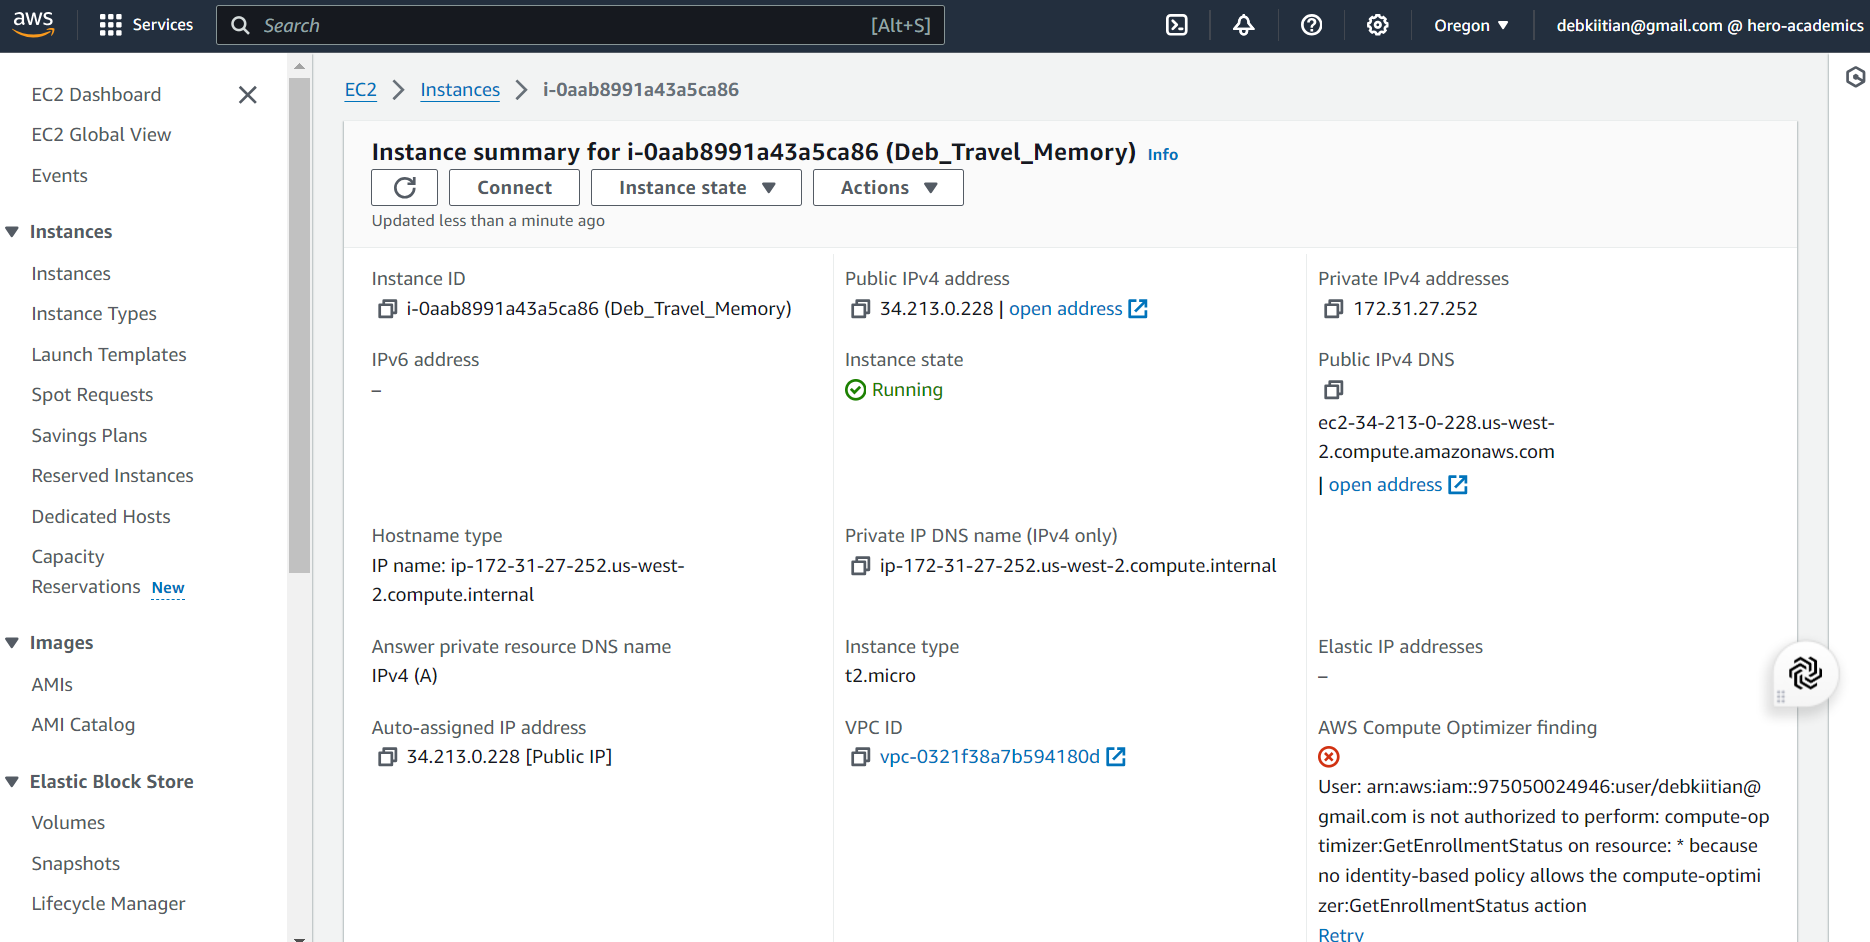 aws
Services
Search
[Alt+S]
Oregon
debkiitian@gmail.com @ hero-academics
EC2 Dashboard
EC2 Global View
Events
Instances
Instances
Instance Types
Launch Templates
Spot Requests
Savings Plans
Reserved Instances
Dedicated Hosts
Capacity
Reservations New
Images
AMIs
AMI Catalog
Elastic Block Store
Volumes
Snapshots
Lifecycle Manager
EC2
Instances
i-0aab8991a43a5ca86
Instance summary for i-0aab8991a43a5ca86 (Deb_Travel_Memory) Info
Connect
Instance state
Actions
Updated less than a minute ago
Instance ID
i-0aab8991a43a5ca86 (Deb_Travel_Memory)
Public IPv4 address
34.213.0.228 | open address
Private IPv4 addresses
172.31.27.252
IPv6 address
–
Instance state
Running
Public IPv4 DNS
ec2-34-213-0-228.us-west-
2.compute.amazonaws.com
| open address
Hostname type
IP name: ip-172-31-27-252.us-west-
2.compute.internal
Private IP DNS name (IPv4 only)
ip-172-31-27-252.us-west-2.compute.internal
Answer private resource DNS name
IPv4 (A)
Instance type
t2.micro
Elastic IP addresses
–
Auto-assigned IP address
34.213.0.228 [Public IP]
VPC ID
vpc-0321f38a7b594180d
AWS Compute Optimizer finding
User: arn:aws:iam::975050024946:user/debkiitian@
gmail.com is not authorized to perform: compute-op
timizer:GetEnrollmentStatus on resource: * because
no identity-based policy allows the compute-optimi
zer:GetEnrollmentStatus action
Retry